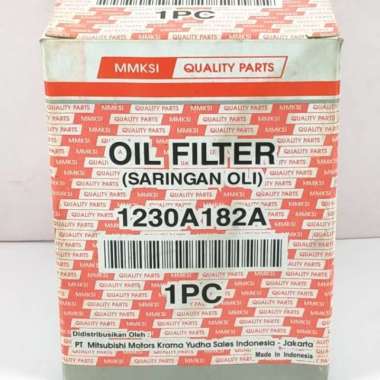 1PC
MMKSI QUALITY PARTS
OIL FILTER
(SARINGAN OLI)
1230A182A
1PC
Didistribusikan Oleh :
PT Mitsubishi Motors Krama Yudha Sales Indonesia - Jakarta
Made in Indonesia